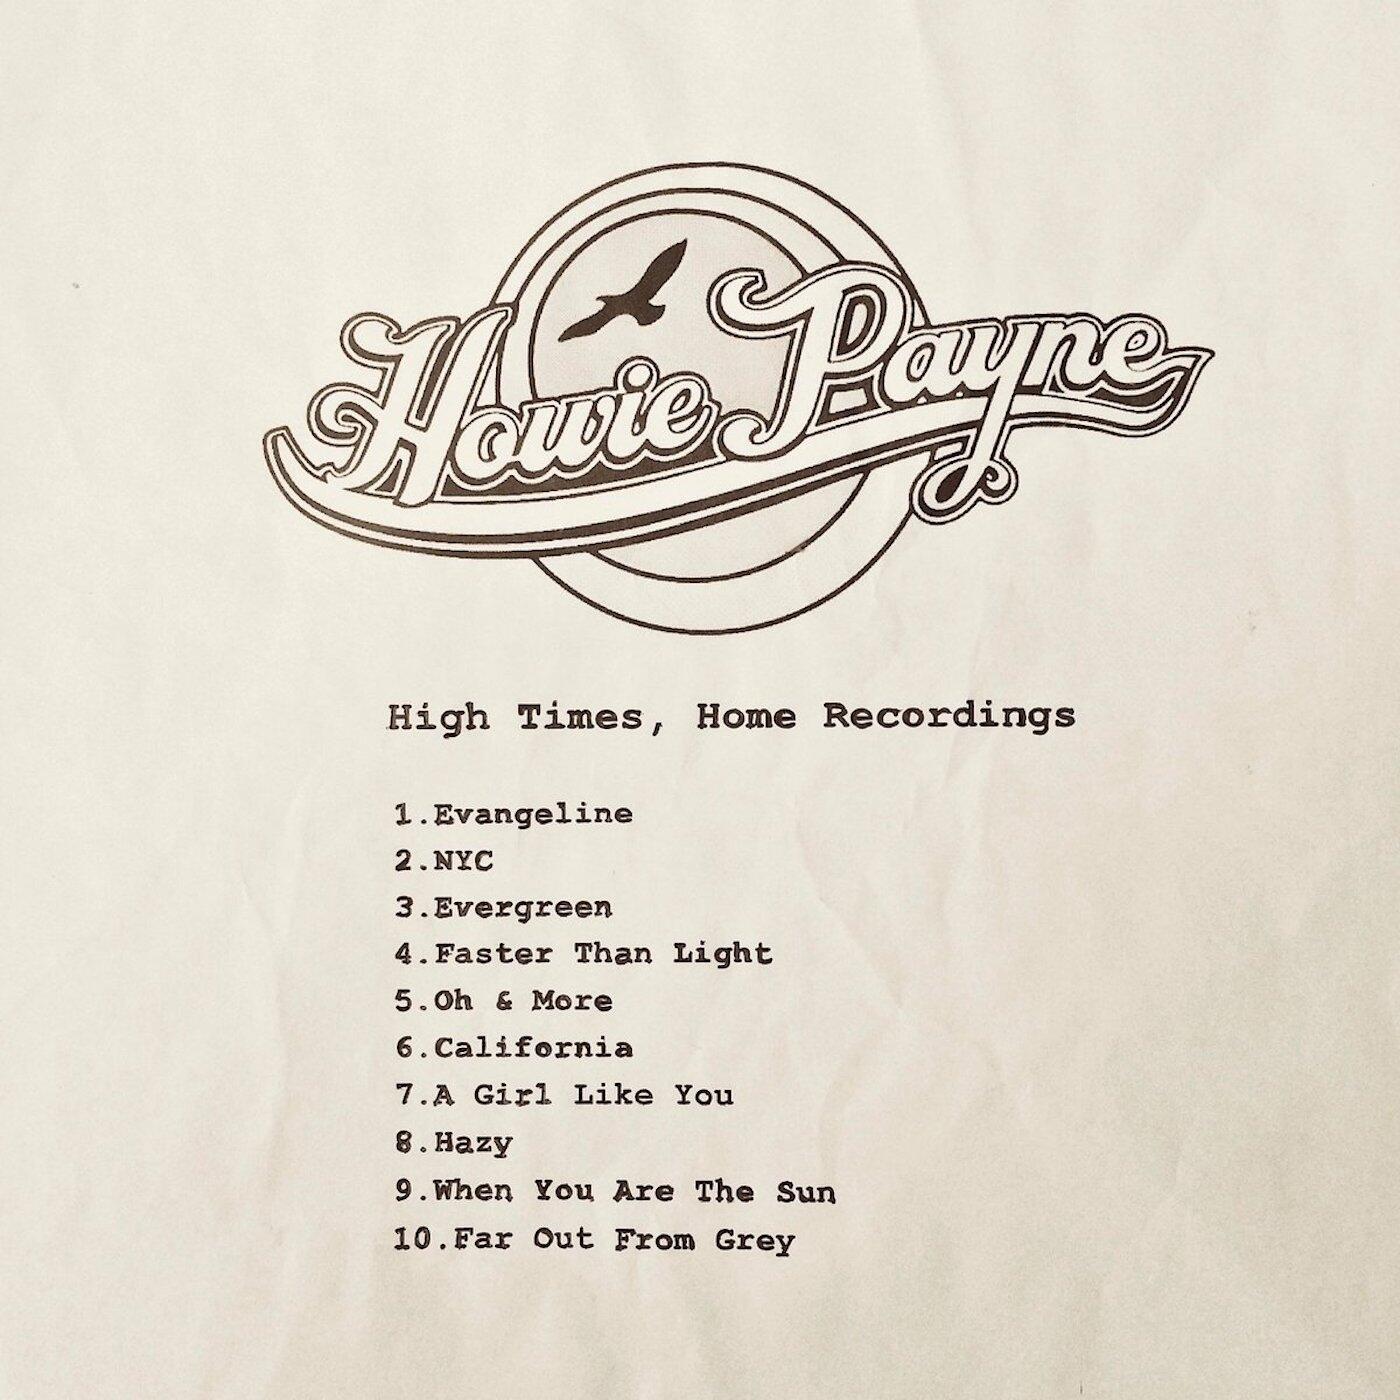 Howie Payne
High Times, Home Recordings
1.Evangeline
2.NYC
3.Evergreen
4.Faster Than Light
5.Oh & More
6.California
7.A Girl Like You
8.Hazy
9.When You Are The Sun
10.Far Out From Grey